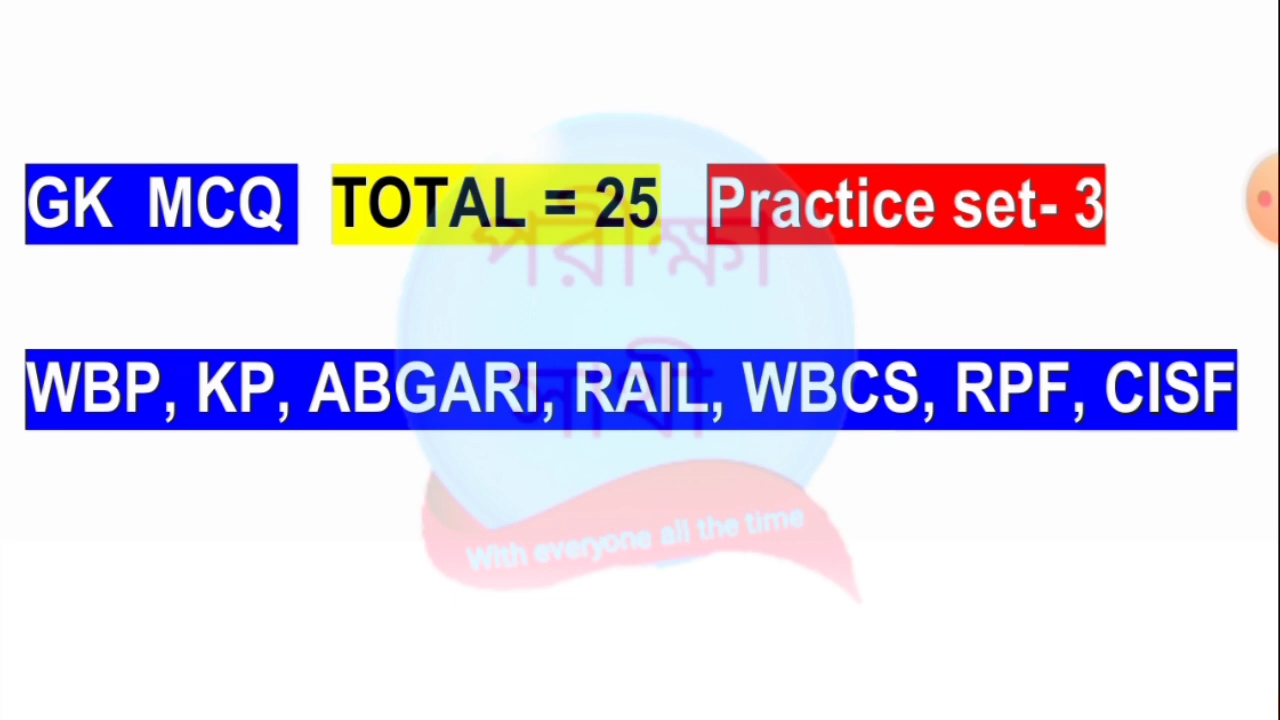 GK MCQ TOTAL = 25 Practice set- 3
পরীক্ষা
সাথী
WBP, KP, ABGARI, RAIL, WBCS, RPF, CISF
With everyone all the time